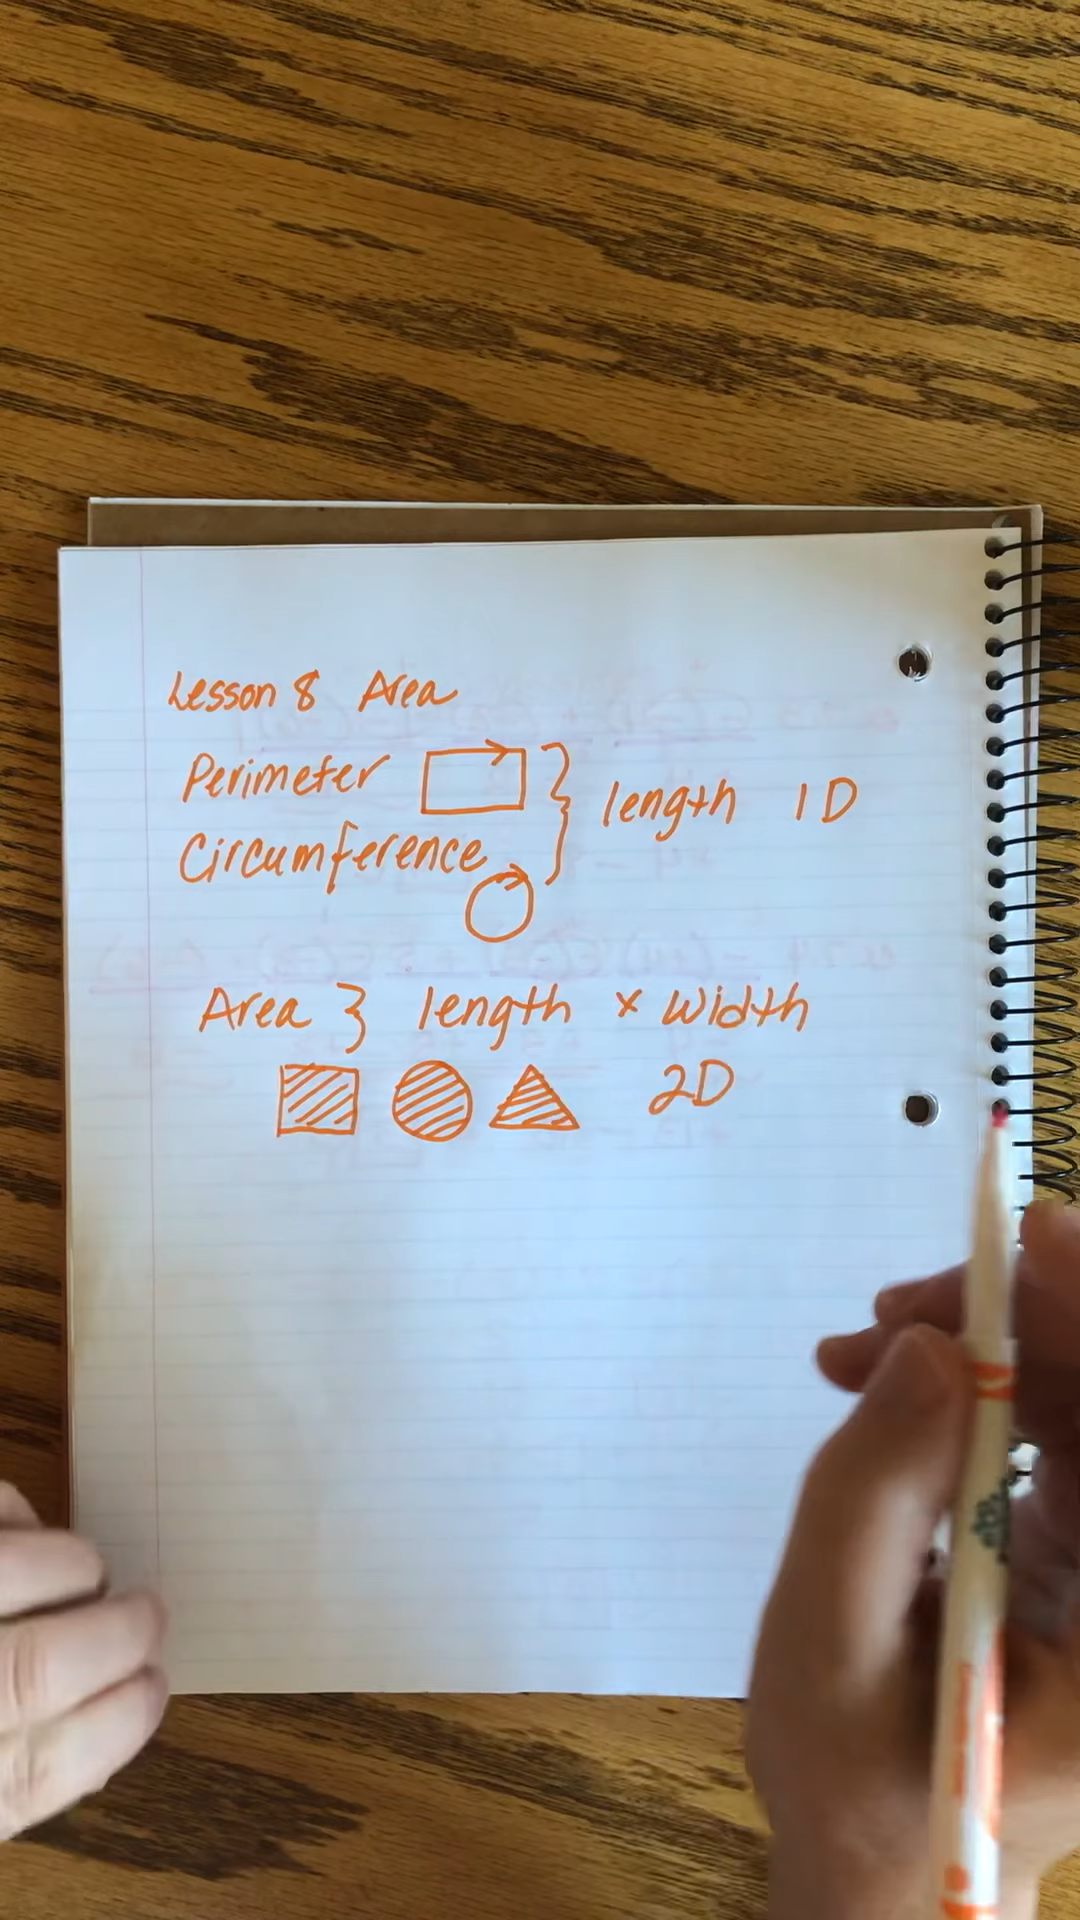 Lesson 8 Area
Perimeter
Circumference
length 1D
Area } length x width
2D